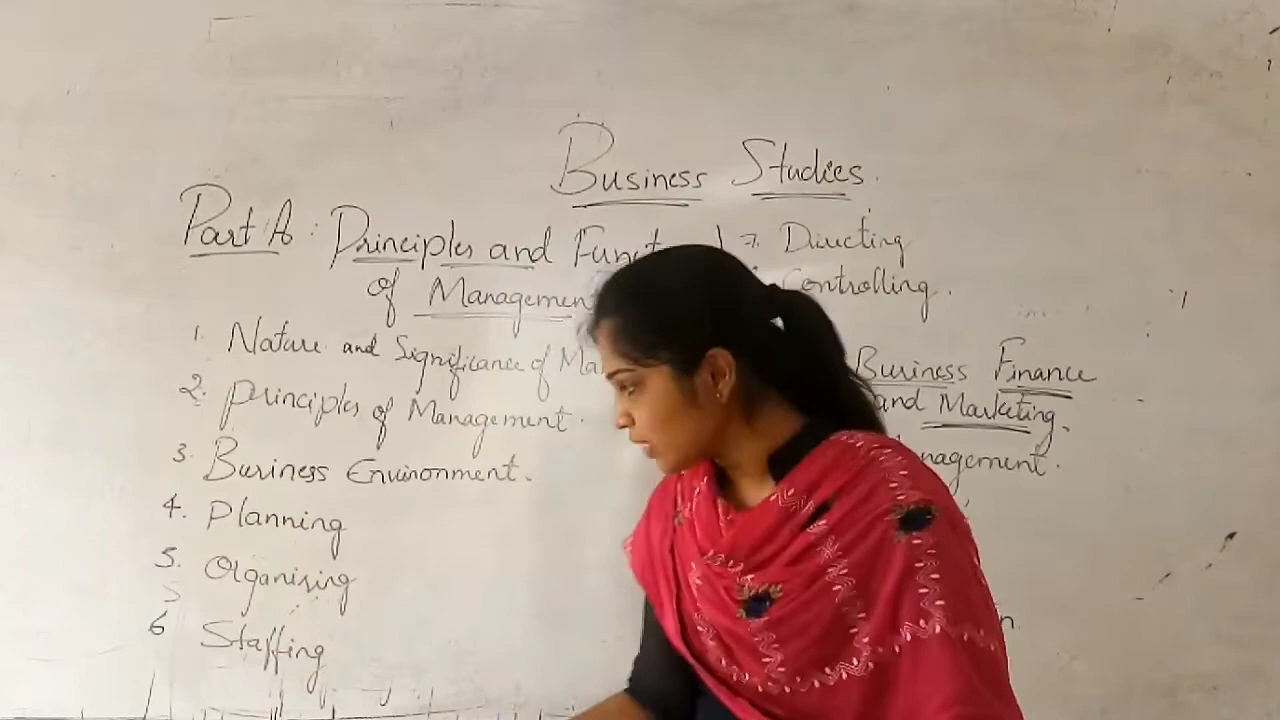 Business Studies.
Part A: Principles and Funct
of Management
1. Nature and Significance of Ma
2. Principles of Management.
3. Business Environment.
4. Planning
5. Organising
6 Staffing
7. Directing
Controlling.
Business Finance
and Marketing.
nagement.
n.